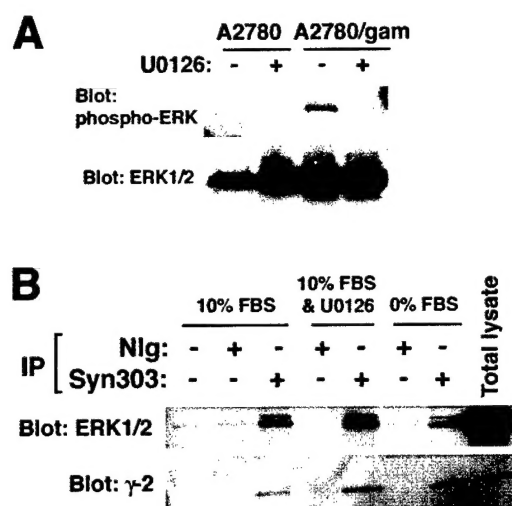 A
A2780 A2780/gam
U0126: - + - +
Blot:
phospho-ERK
Blot: ERK1/2
B
10% FBS
10% FBS & U0126 0% FBS
Total lysate
IP
Nlg: - + - + - + -
Syn303: - - + - + - +
Blot: ERK1/2
Blot: γ-2